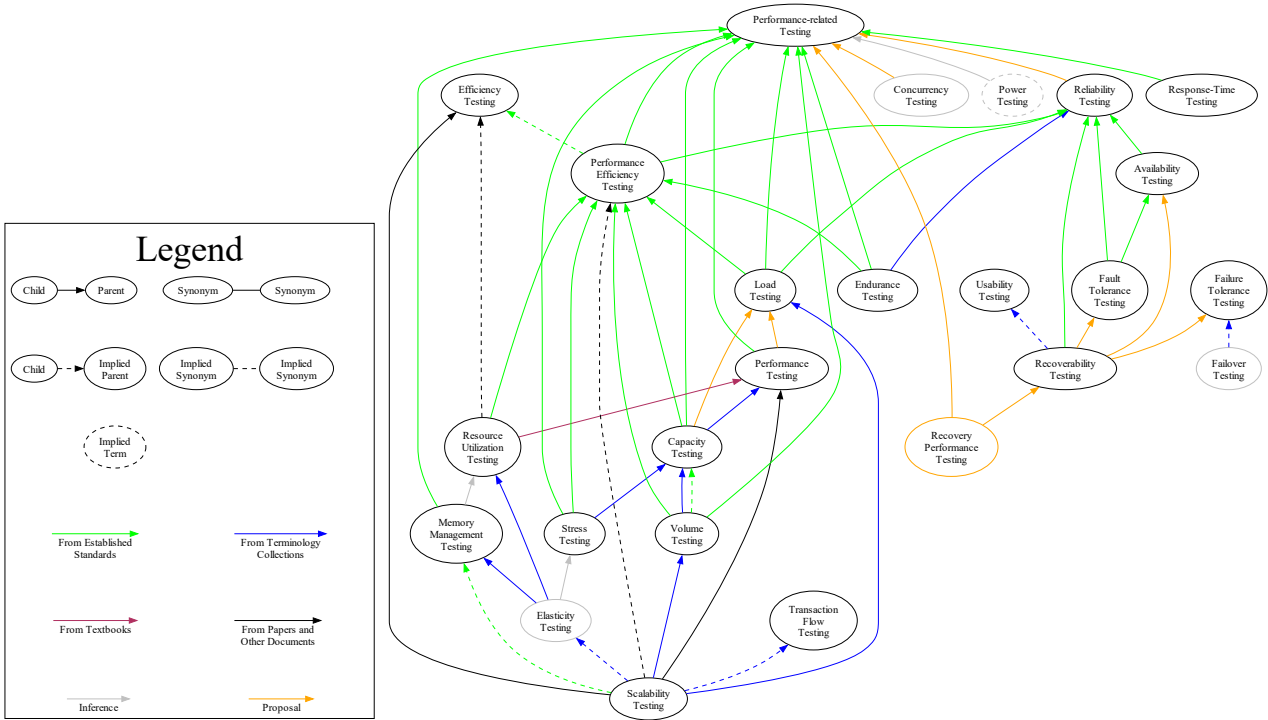 Performance-related
Testing
Efficiency
Testing
Concurrency
Testing
Power
Testing
Reliability
Testing
Response-Time
Testing
Performance
Efficiency
Testing
Availability
Testing
Legend
Child
Parent
Synonym
Synonym
Load
Testing
Endurance
Testing
Usability
Testing
Fault
Tolerance
Testing
Failure
Tolerance
Testing
Child
Implied
Parent
Implied
Synonym
Implied
Synonym
Performance
Testing
Recoverability
Testing
Failover
Testing
Implied
Term
Resource
Utilization
Testing
Capacity
Testing
Recovery
Performance
Testing
From Established
Standards
From Terminology
Collections
Memory
Management
Testing
Stress
Testing
Volume
Testing
From Textbooks
From Papers and
Other Documents
Elasticity
Testing
Transaction
Flow
Testing
Inference
Proposal
Scalability
Testing